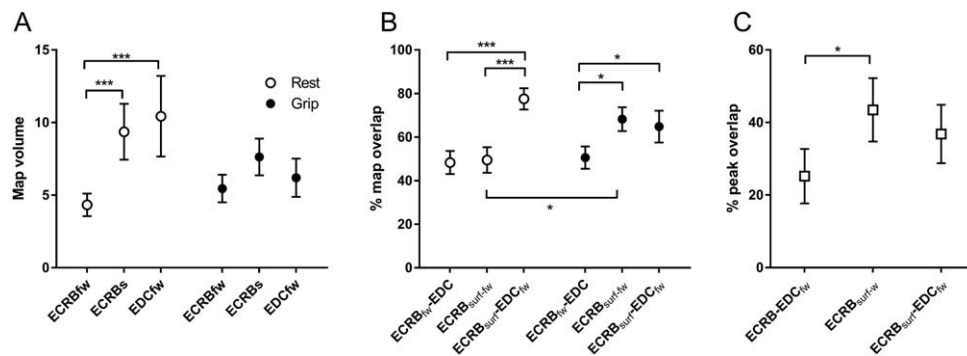 A
Map volume
15
10
5
0
***
***
Rest
Grip
ECRBfw
ECRBs
EDCfw
ECRBfw
ECRBs
EDCfw
B
% map overlap
100
80
60
40
20
0
***
***
*
*
*
ECRBfw-EDC
ECRBsurf-fw
ECRBsurf-EDCfw
ECRBfw-EDC
ECRBsurf-fw
ECRBsurf-EDCfw
C
% peak overlap
60
40
20
0
*
ECRB-EDCfw
ECRBsurf-w
ECRBsurf-EDCfw